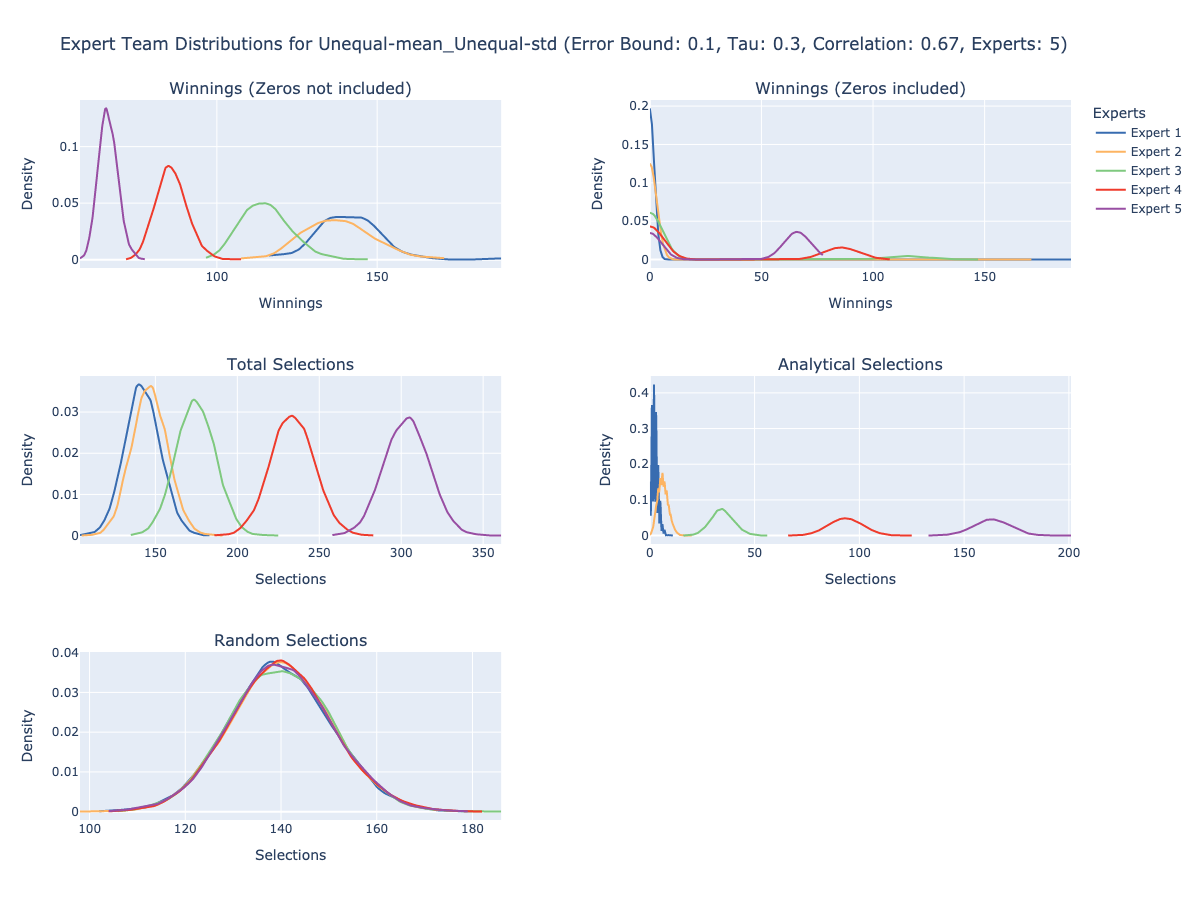 Expert Team Distributions for Unequal-mean_Unequal-std (Error Bound: 0.1, Tau: 0.3, Correlation: 0.67, Experts: 5)
Winnings (Zeros not included)
0.1
0.05
0
Density
100
150
Winnings
Winnings (Zeros included)
0.2
0.15
0.1
0.05
0
Density
0
50
100
150
Winnings
Experts
Expert 1
Expert 2
Expert 3
Expert 4
Expert 5
Total Selections
0.03
0.02
0.01
0
Density
150
200
250
300
350
Selections
Analytical Selections
0.4
0.3
0.2
0.1
0
Density
0
50
100
150
200
Selections
Random Selections
0.04
0.03
0.02
0.01
0
Density
100
120
140
160
180
Selections